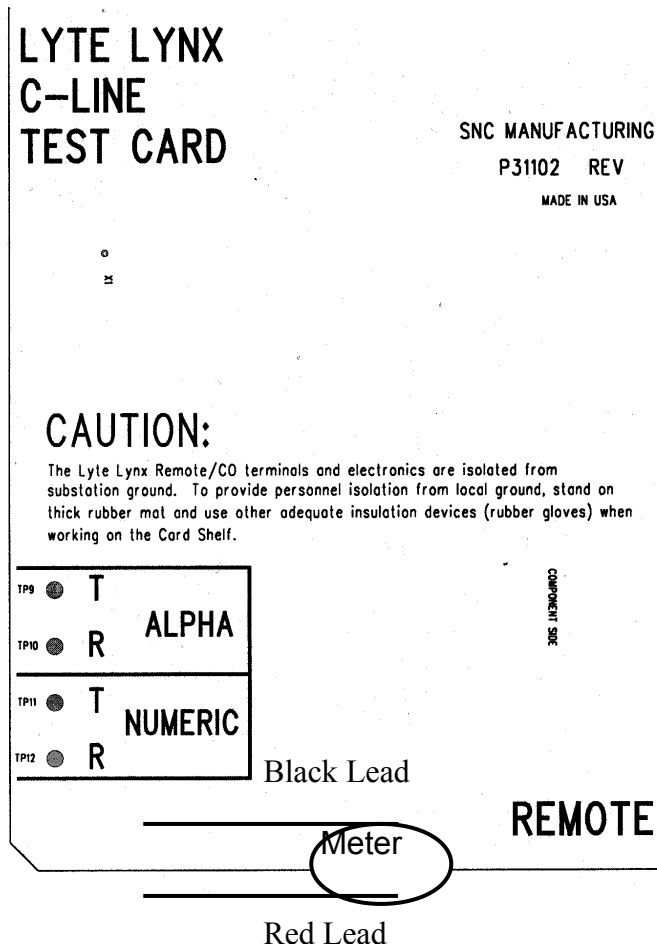 LYTE LYNX
C-LINE
TEST CARD
SNC MANUFACTURING
P31102 REV
MADE IN USA
X1
CAUTION:
The Lyte Lynx Remote/CO terminals and electronics are isolated from
substation ground. To provide personnel isolation from local ground, stand on
thick rubber mat and use other adequate insulation devices (rubber gloves) when
working on the Card Shelf.
COMPONENT SIDE
TP9 T
ALPHA
TP10 R
TP11 T
NUMERIC
TP12 R
Black Lead
REMOTE
Meter
Red Lead